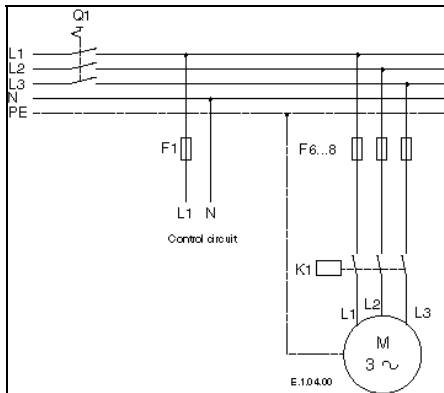 Q1
L1
L2
L3
N
PE
F1
F6...8
L1 N
Control circuit
K1
L1
L2
L3
M
3 ~
E.1.04.00